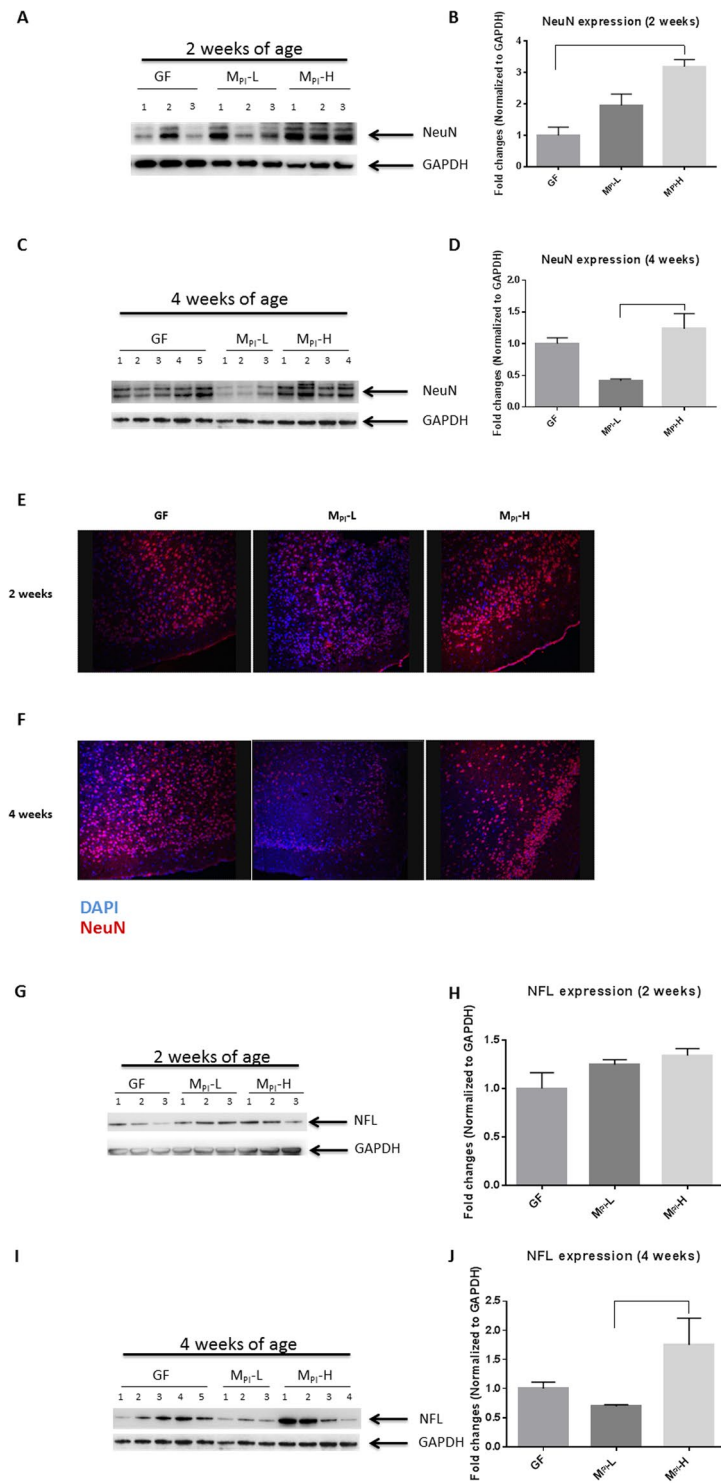 A
2 weeks of age
GF MPI-L MPI-H
1 2 3 1 2 3 1 2 3
NeuN
GAPDH
B
NeuN expression (2 weeks)
Fold changes (Normalized to GAPDH)
4
3
2
1
0
GF MPI-L MPI-H
C
4 weeks of age
GF MPI-L MPI-H
1 2 3 4 5 1 2 3 1 2 3 4
NeuN
GAPDH
D
NeuN expression (4 weeks)
Fold changes (Normalized to GAPDH)
2.0
1.5
1.0
0.5
0.0
GF MPI-L MPI-H
E
GF MPI-L MPI-H
2 weeks
F
4 weeks
DAPI
NeuN
G
2 weeks of age
GF MPI-L MPI-H
1 2 3 1 2 3 1 2 3
NFL
GAPDH
H
NFL expression (2 weeks)
Fold changes (Normalized to GAPDH)
1.5
1.0
0.5
0.0
GF MPI-L MPI-H
I
4 weeks of age
GF MPI-L MPI-H
1 2 3 4 5 1 2 3 1 2 3 4
NFL
GAPDH
J
NFL expression (4 weeks)
Fold changes (Normalized to GAPDH)
2.5
2.0
1.5
1.0
0.5
0.0
GF MPI-L MPI-H